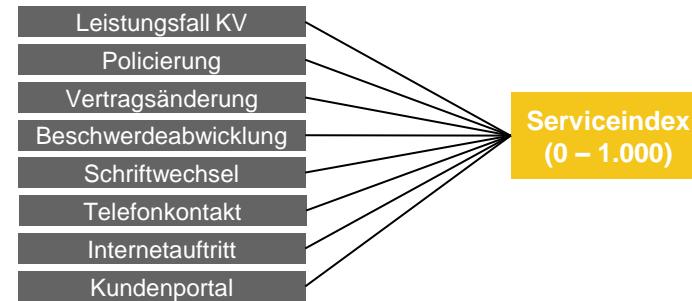 Leistungsfall KV
Policierung
Vertragsänderung
Beschwerdeabwicklung
Schriftwechsel
Telefonkontakt
Internetauftritt
Kundenportal
Serviceindex
(0 – 1.000)